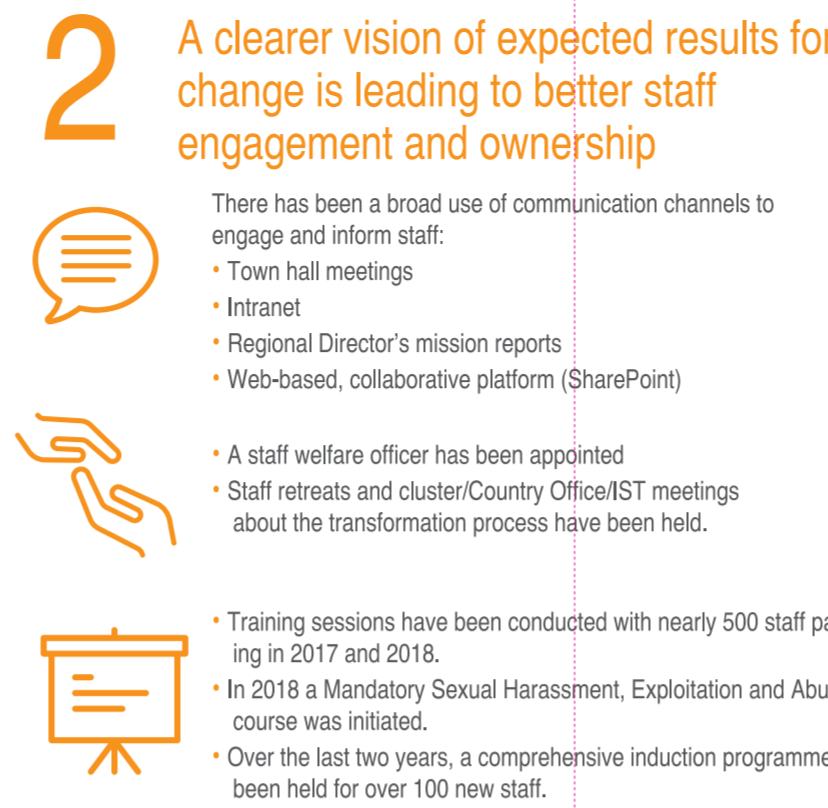 2
A clearer vision of expected results for
change is leading to better staff
engagement and ownership
There has been a broad use of communication channels to
engage and inform staff:
• Town hall meetings
• Intranet
• Regional Director’s mission reports
• Web-based, collaborative platform (SharePoint)
• A staff welfare officer has been appointed
• Staff retreats and cluster/Country Office/IST meetings
about the transformation process have been held.
• Training sessions have been conducted with nearly 500 staff pa
ing in 2017 and 2018.
• In 2018 a Mandatory Sexual Harassment, Exploitation and Abu
course was initiated.
• Over the last two years, a comprehensive induction programme
been held for over 100 new staff.